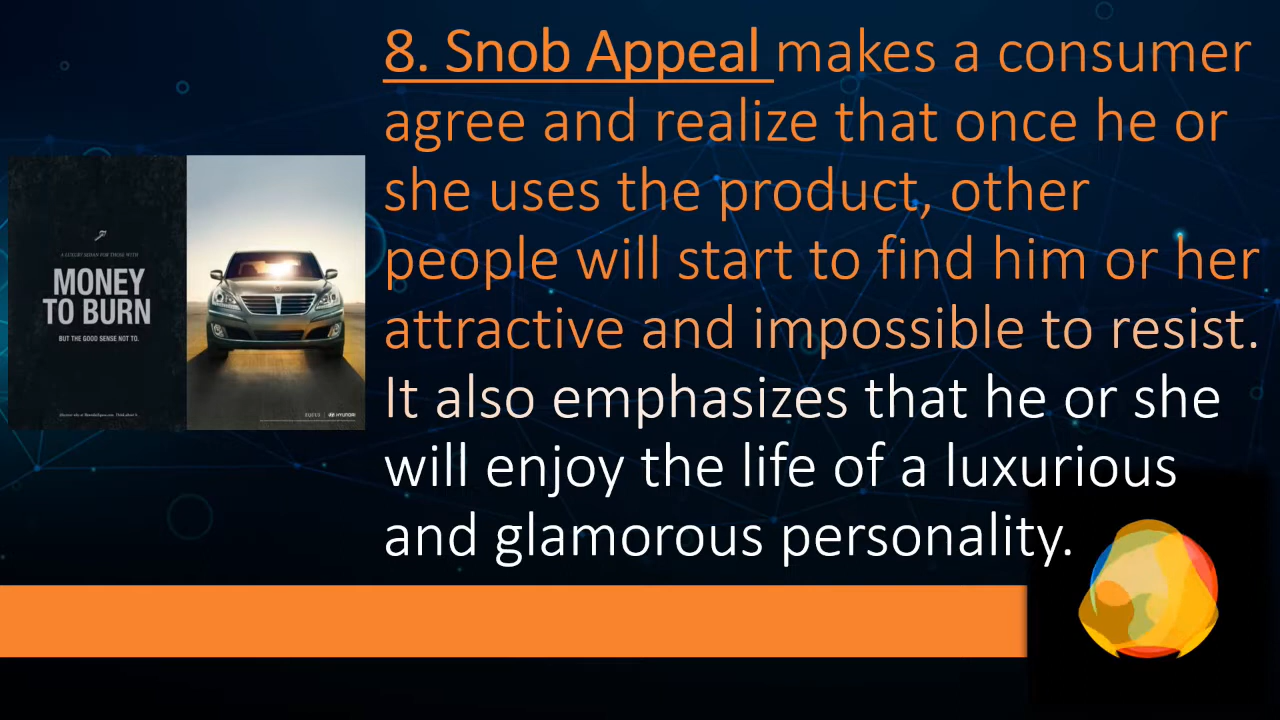 8. Snob Appeal makes a consumer
agree and realize that once he or
she uses the product, other
people will start to find him or her
attractive and impossible to resist.
It also emphasizes that he or she
will enjoy the life of a luxurious
and glamorous personality.
A LUXURY SEDAN FOR THOSE WITH
MONEY
TO BURN
BUT THE GOOD SENSE NOT TO.
EQUUS | HYUNDAI